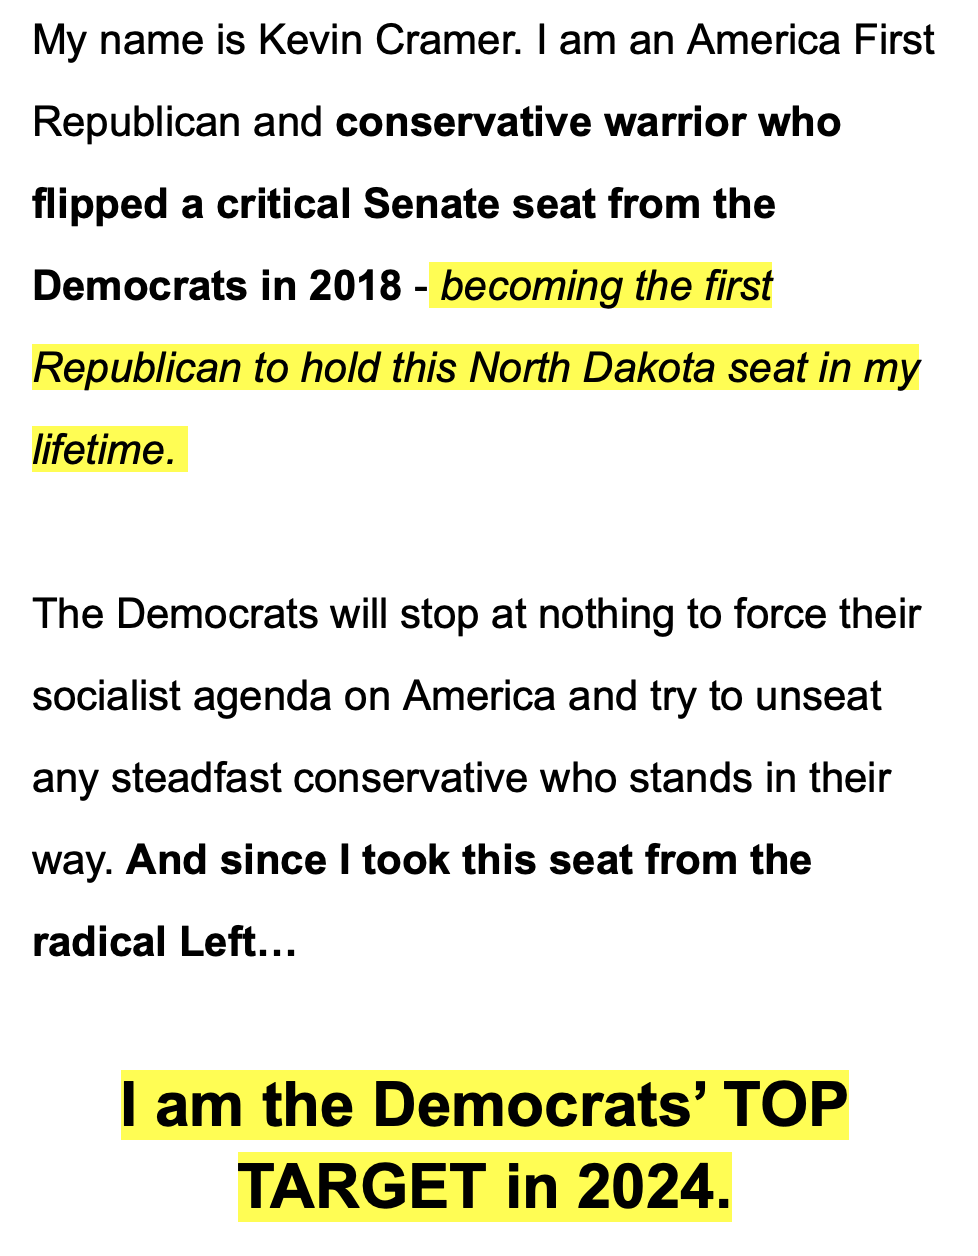 My name is Kevin Cramer. I am an America First
Republican and conservative warrior who
flipped a critical Senate seat from the
Democrats in 2018 - becoming the first
Republican to hold this North Dakota seat in my
lifetime.
The Democrats will stop at nothing to force their
socialist agenda on America and try to unseat
any steadfast conservative who stands in their
way. And since I took this seat from the
radical Left…
I am the Democrats’ TOP
TARGET in 2024.